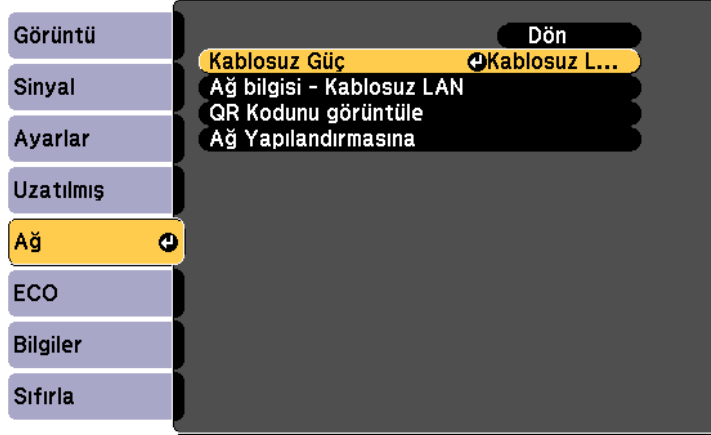 Görüntü
Sinyal
Ayarlar
Uzatılmış
Ağ
ECO
Bilgiler
Sıfırla
Dön
Kablosuz Güç Kablosuz L...
Ağ bilgisi - Kablosuz LAN
QR Kodunu görüntüle
Ağ Yapılandırmasına